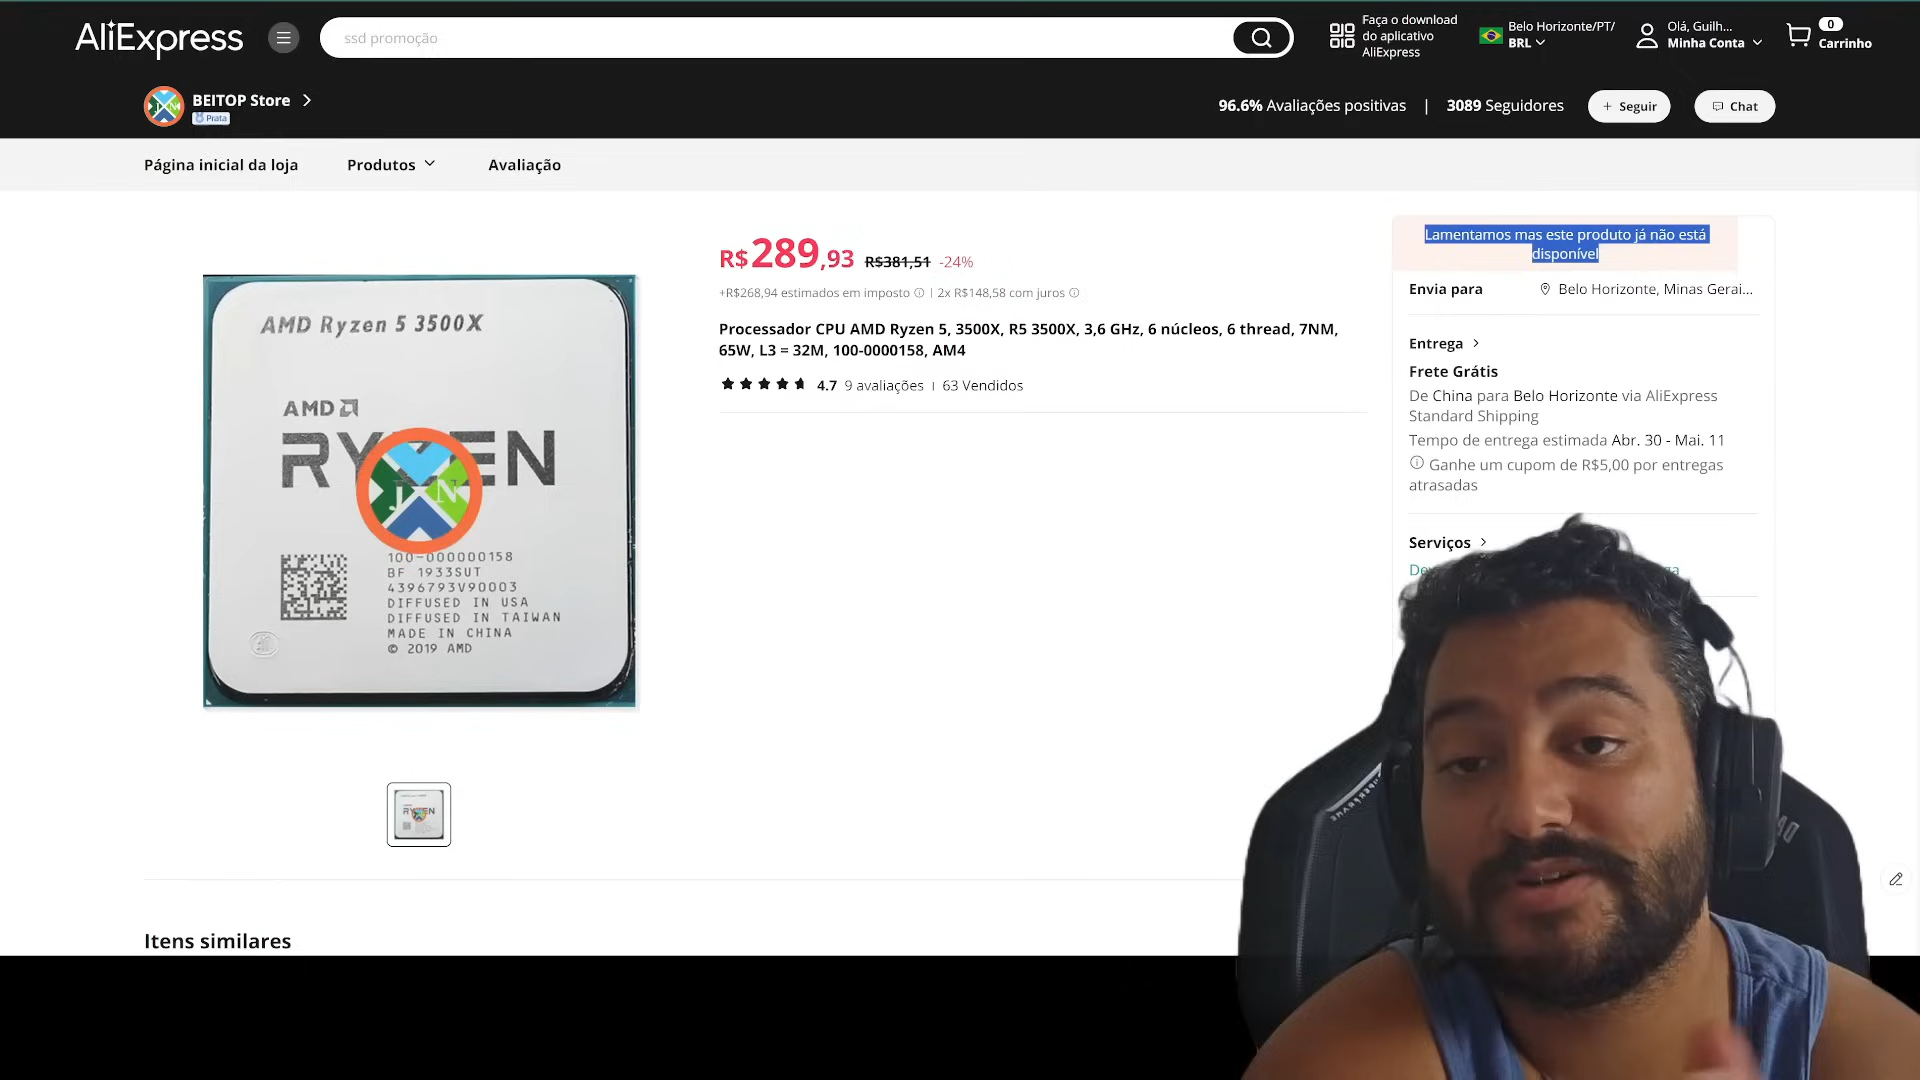 AliExpress
ssd promoção
Faça o download
do aplicativo
AliExpress
Belo Horizonte/PT/
BRL
Olá, Guilh...
Minha Conta
0
Carrinho
BEITOP Store
Prata
96.6% Avaliações positivas | 3089 Seguidores
+ Seguir
Chat
Página inicial da loja
Produtos
Avaliação
AMD Ryzen 5 3500X
AMD
RYZEN
J N
100-000000158
BF 1933SUT
4396793V90003
DIFFUSED IN USA
DIFFUSED IN TAIWAN
MADE IN CHINA
© 2019 AMD
R$289,93 R$381,51 -24%
+R$268,94 estimados em imposto | 2x R$148,58 com juros
Processador CPU AMD Ryzen 5, 3500X, R5 3500X, 3,6 GHz, 6 núcleos, 6 thread, 7NM,
65W, L3 = 32M, 100-0000158, AM4
4.7 9 avaliações | 63 Vendidos
Lamentamos mas este produto já não está
disponível
Envia para
Belo Horizonte, Minas Gerai...
Entrega
Frete Grátis
De China para Belo Horizonte via AliExpress
Standard Shipping
Tempo de entrega estimada Abr. 30 - Mai. 11
Ganhe um cupom de R$5,00 por entregas
atrasadas
Serviços
Itens similares